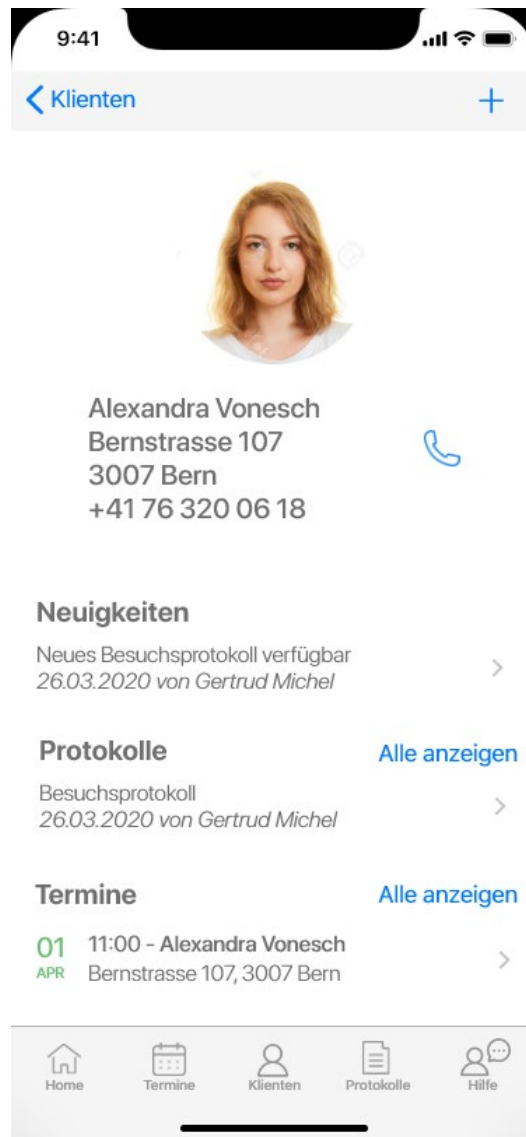 9:41
Klienten
+
Alexandra Vonesch
Bernstrasse 107
3007 Bern
+41 76 320 06 18
Neuigkeiten
Neues Besuchsprotokoll verfügbar
26.03.2020 von Gertrud Michel
Protokolle
Alle anzeigen
Besuchsprotokoll
26.03.2020 von Gertrud Michel
Termine
Alle anzeigen
01 11:00 - Alexandra Vonesch
APR Bernstrasse 107, 3007 Bern
Home Termine Klienten Protokolle Hilfe